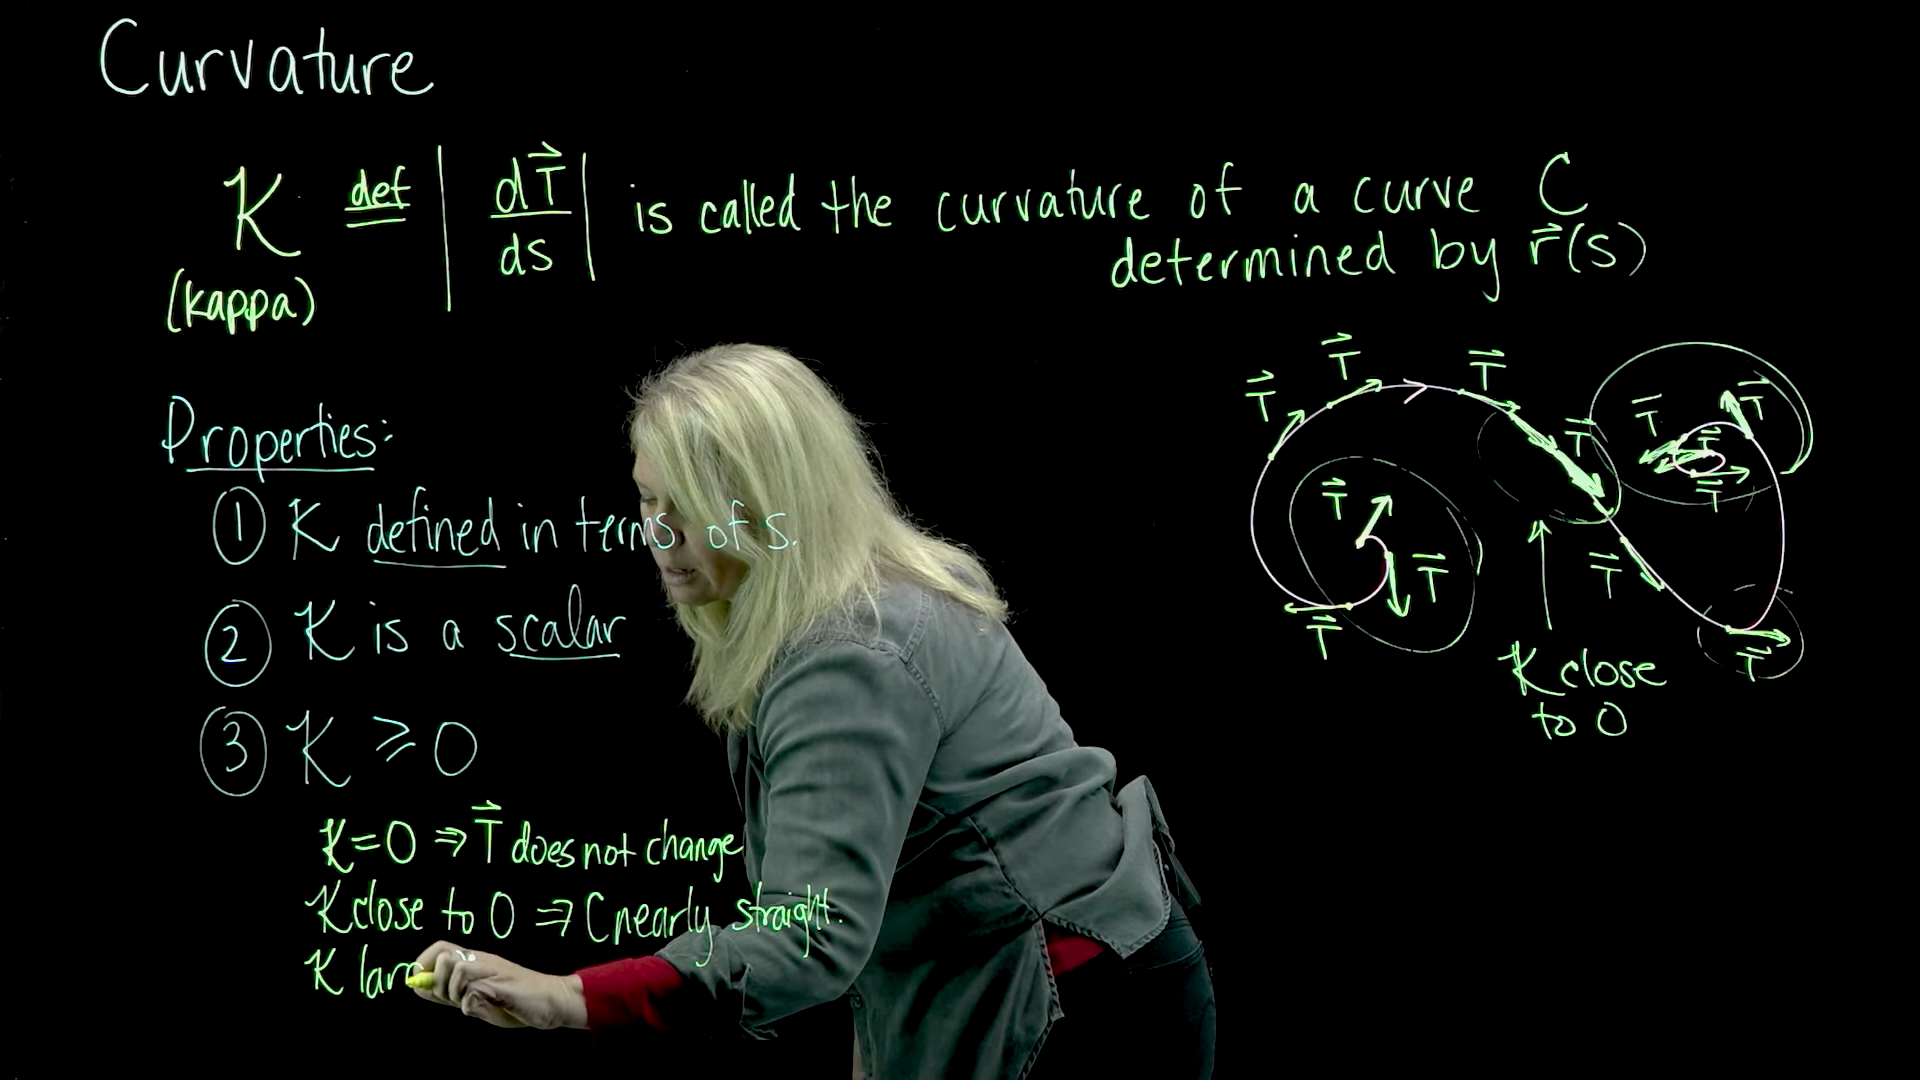 Curvature
K def | dT/ds | is called the curvature of a curve C
determined by r⃗(s)
(kappa)
Properties:
① K defined in terms of s.
② K is a scalar
③ K ≥ 0
K=0 ⇒ T⃗ does not change
K close to 0 ⇒ C nearly straight.
K lar
T⃗
T⃗
T⃗
T⃗
T⃗
T⃗
T⃗
T⃗
T⃗
T⃗
T⃗
T⃗
T⃗
K close
to 0